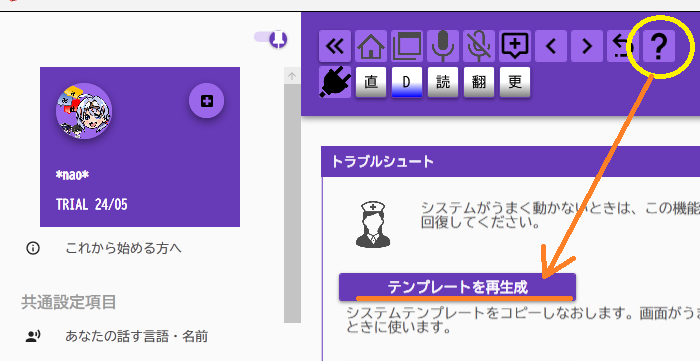 ?
直 D 読 翻 更
*nao*
TRIAL 24/05
これから始める方へ
共通設定項目
あなたの話す言語・名前
トラブルシュート
システムがうまく動かないときは、この機能
回復してください。
テンプレートを再生成
システムテンプレートをコピーしなおします。画面がうま
ときに使います。